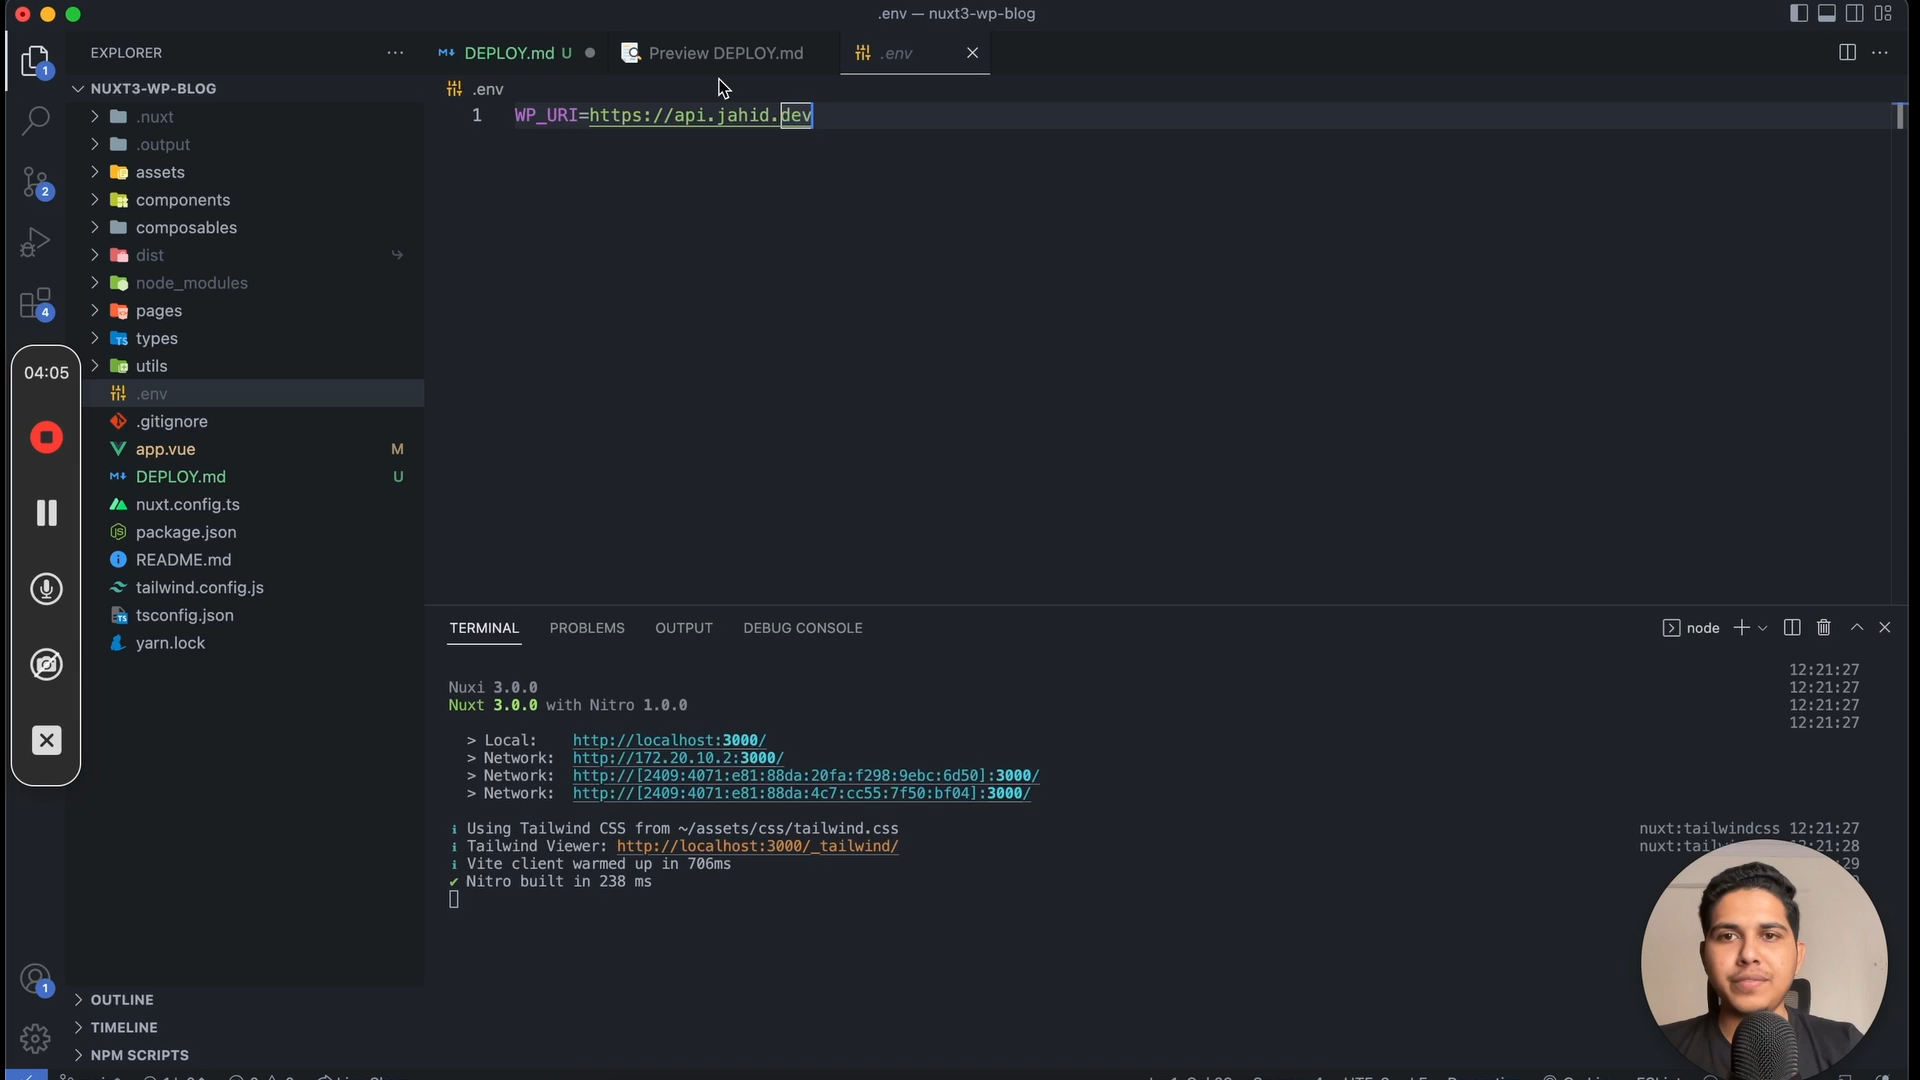 .env — nuxt3-wp-blog
EXPLORER
DEPLOY.md U
Preview DEPLOY.md
.env
NUXT3-WP-BLOG
.env
1 WP_URI=https://api.jahid.dev
1
2
4
.nuxt
.output
assets
components
composables
dist
node_modules
pages
types
utils
.env
.gitignore
app.vue M
DEPLOY.md U
nuxt.config.ts
package.json
README.md
tailwind.config.js
tsconfig.json
yarn.lock
04:05
TERMINAL PROBLEMS OUTPUT DEBUG CONSOLE
node
12:21:27
Nuxi 3.0.0 12:21:27
Nuxt 3.0.0 with Nitro 1.0.0 12:21:27
12:21:27
> Local: http://localhost:3000/
> Network: http://172.20.10.2:3000/
> Network: http://[2409:4071:e81:88da:20fa:f298:9ebc:6d50]:3000/
> Network: http://[2409:4071:e81:88da:4c7:cc55:7f50:bf04]:3000/
ℹ Using Tailwind CSS from ~/assets/css/tailwind.css nuxt:tailwindcss 12:21:27
ℹ Tailwind Viewer: http://localhost:3000/_tailwind/ :21:28
ℹ Vite client warmed up in 706ms :29
✔ Nitro built in 238 ms
1
OUTLINE
TIMELINE
NPM SCRIPTS